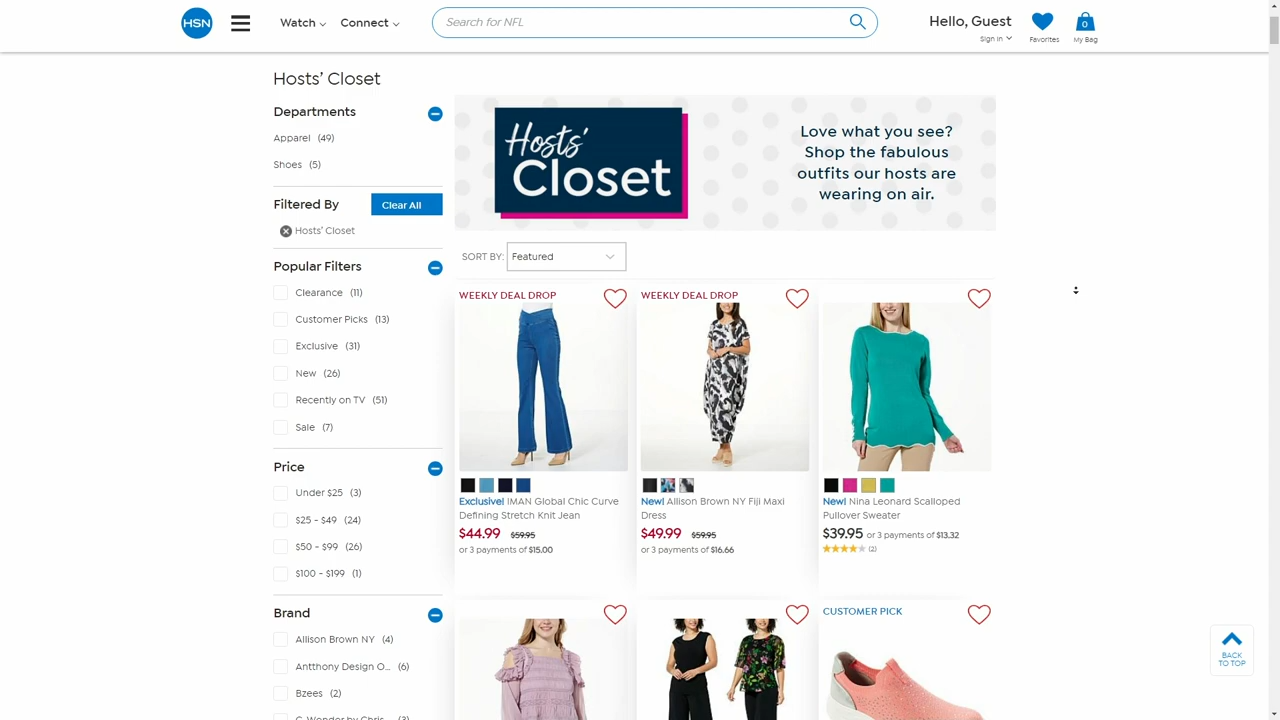 HSN
Watch
Connect
Search for NFL
Hello, Guest
Sign In
Favorites
0
My Bag
Hosts' Closet
Departments
Apparel (49)
Shoes (5)
Filtered By
Clear All
Hosts' Closet
Popular Filters
Clearance (11)
Customer Picks (13)
Exclusive (31)
New (26)
Recently on TV (51)
Sale (7)
Price
Under $25 (3)
$25 - $49 (24)
$50 - $99 (26)
$100 - $199 (1)
Brand
Allison Brown NY (4)
Antthony Design O... (6)
Bzees (2)
C. Wonder by Chris... (3)
Hosts'
Closet
Love what you see?
Shop the fabulous
outfits our hosts are
wearing on air.
SORT BY: Featured
WEEKLY DEAL DROP
Exclusive! IMAN Global Chic Curve
Defining Stretch Knit Jean
$44.99 $59.95
or 3 payments of $15.00
WEEKLY DEAL DROP
New! Allison Brown NY Fiji Maxi
Dress
$49.99 $59.95
or 3 payments of $16.66
New! Nina Leonard Scalloped
Pullover Sweater
$39.95 or 3 payments of $13.32
(2)
CUSTOMER PICK
BACK
TO TOP